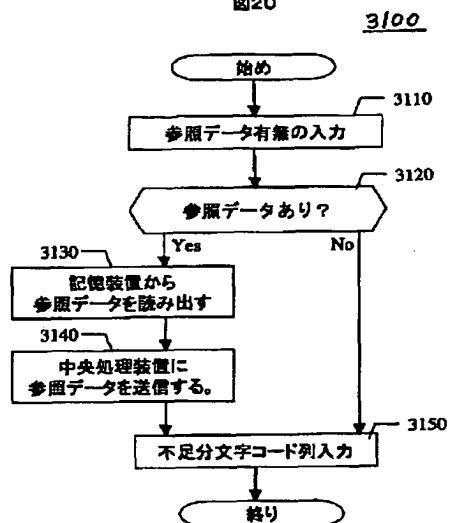 図20
3100
始め
3110
参照データ有無の入力
3120
参照データあり?
Yes
No
3130
記憶装置から
参照データを読み出す
3140
中央処理装置に
参照データを送信する。
3150
不足分文字コード列入力
終り